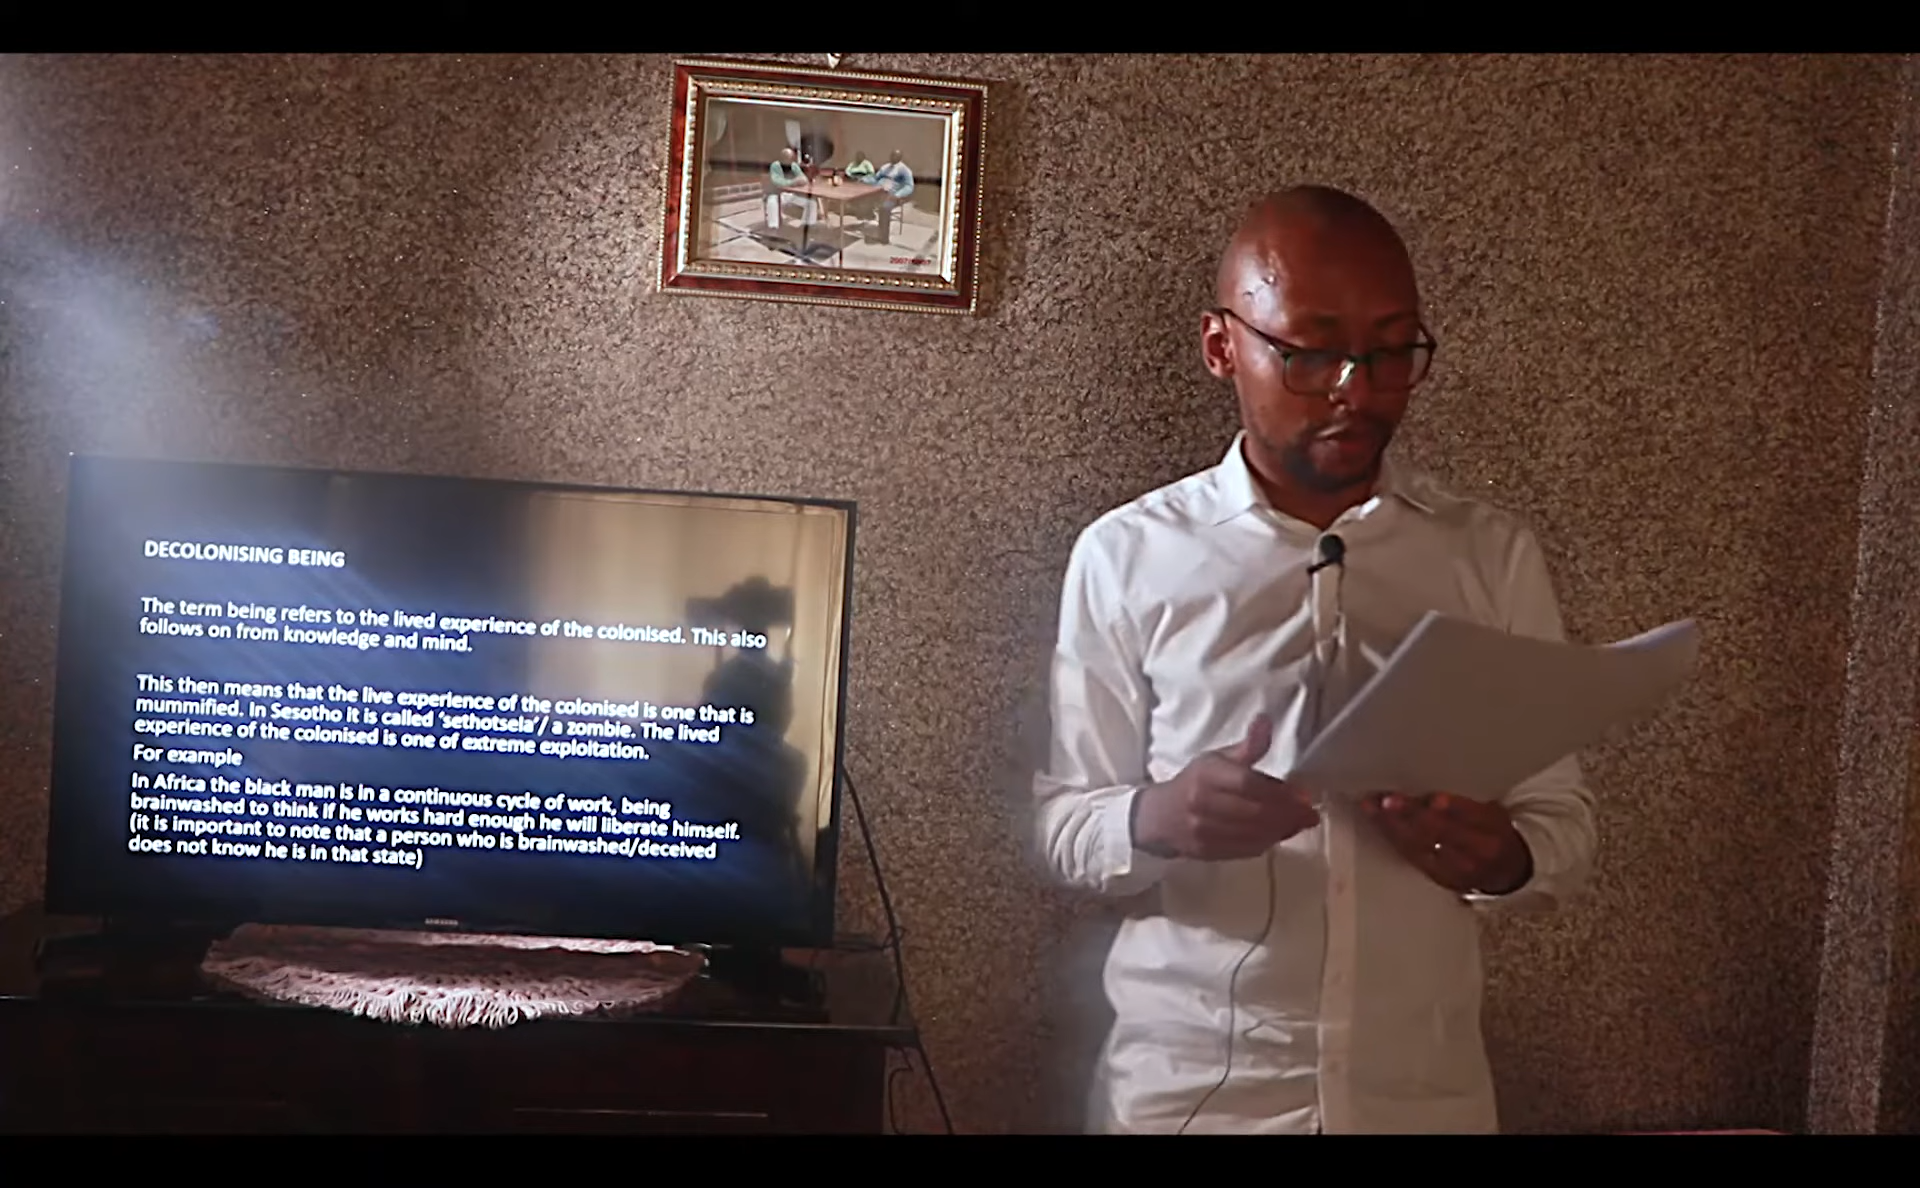 DECOLONISING BEING
The term being refers to the lived experience of the colonised. This also
follows on from knowledge and mind.
This then means that the live experience of the colonised is one that is
mummified. In Sesotho it is called ‘sethotsela’/ a zombie. The lived
experience of the colonised is one of extreme exploitation.
For example
In Africa the black man is in a continuous cycle of work, being
brainwashed to think if he works hard enough he will liberate himself.
(it is important to note that a person who is brainwashed/deceived
does not know he is in that state)
SAMSUNG